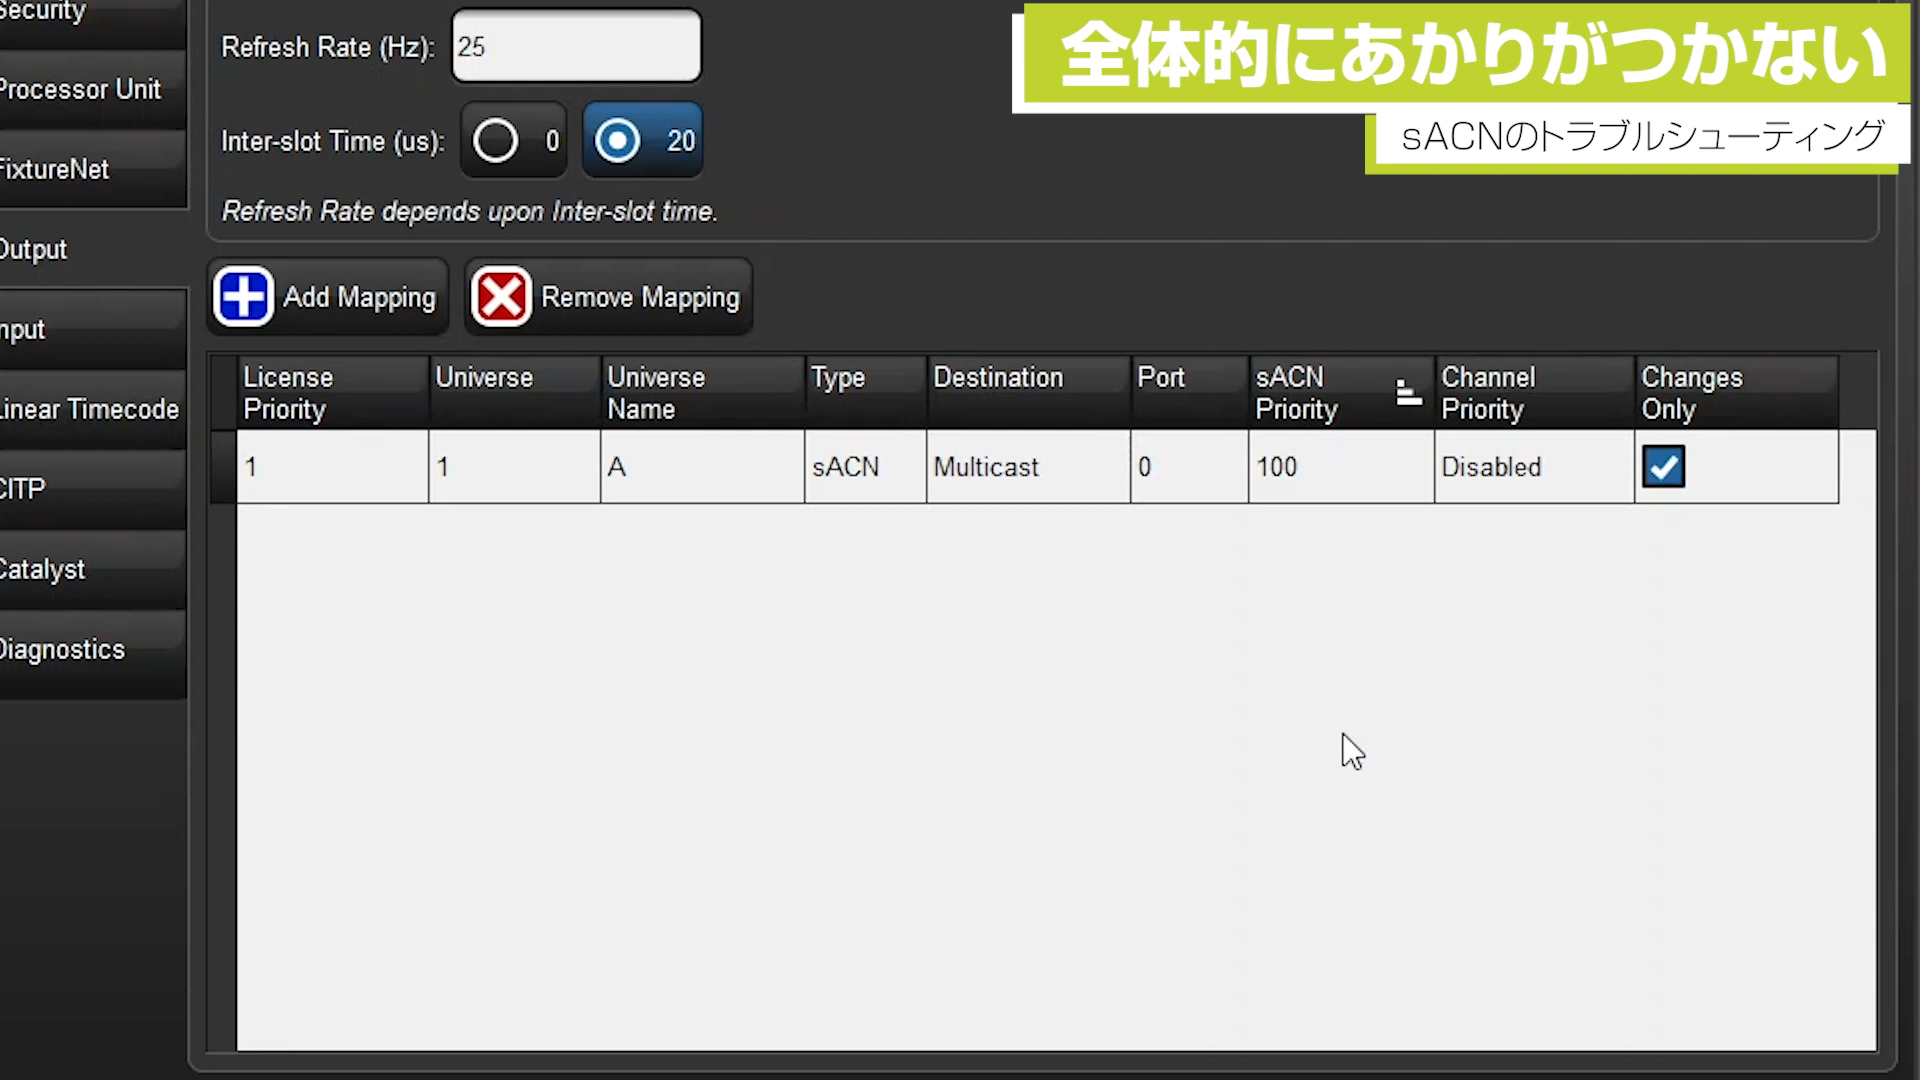 Security
全体的にあかりがつかない
Refresh Rate (Hz): 25
Processor Unit
sACNのトラブルシューティング
Inter-slot Time (us): 0 20
FixtureNet
Refresh Rate depends upon Inter-slot time.
Output
Add Mapping Remove Mapping
Input
License Priority Universe Universe Name Type Destination Port sACN Priority Channel Priority Changes Only
Linear Timecode
1 1 A sACN Multicast 0 100 Disabled
CITP
Catalyst
Diagnostics